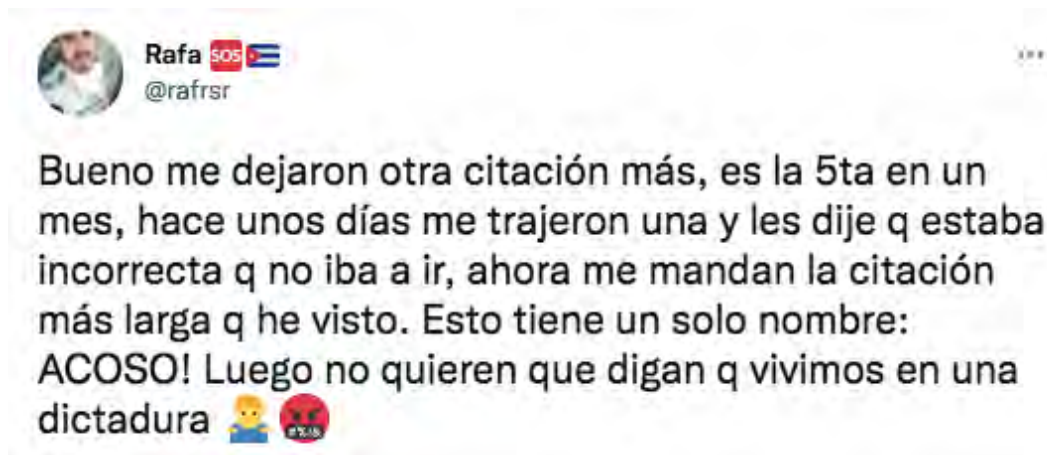 Rafa 🆘🇨🇺
@rafrsr
Bueno me dejaron otra citación más, es la 5ta en un
mes, hace unos días me trajeron una y les dije q estaba
incorrecta q no iba a ir, ahora me mandan la citación
más larga q he visto. Esto tiene un solo nombre:
ACOSO! Luego no quieren que digan q vivimos en una
dictadura 🤷‍♂️🤬